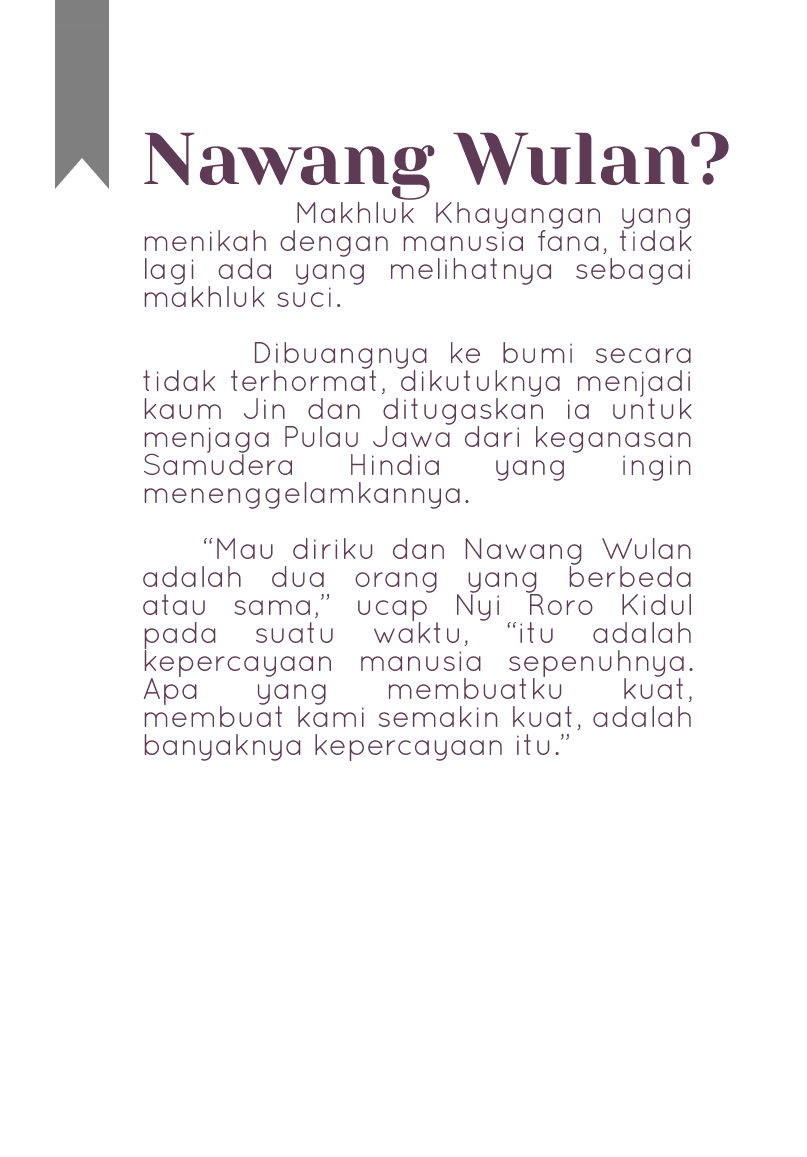 Nawang Wulan?
Makhluk Khayangan yang
menikah dengan manusia fana, tidak
lagi ada yang melihatnya sebagai
makhluk suci.
Dibuangnya ke bumi secara
tidak terhormat, dikutuknya menjadi
kaum Jin dan ditugaskan ia untuk
menjaga Pulau Jawa dari keganasan
Samudera Hindia yang ingin
menenggelamkannya.
“Mau diriku dan Nawang Wulan
adalah dua orang yang berbeda
atau sama,” ucap Nyi Roro Kidul
pada suatu waktu, “itu adalah
kepercayaan manusia sepenuhnya.
Apa yang membuatku kuat,
membuat kami semakin kuat, adalah
banyaknya kepercayaan itu.”